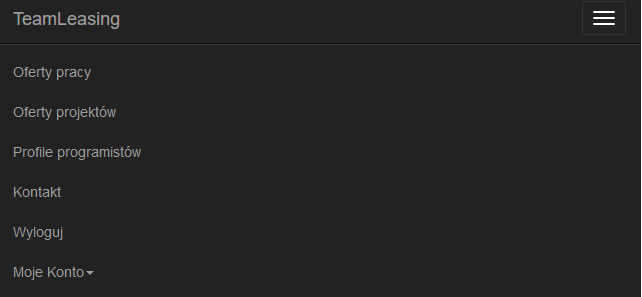 TeamLeasing
Oferty pracy
Oferty projektów
Profile programistów
Kontakt
Wyloguj
Moje Konto